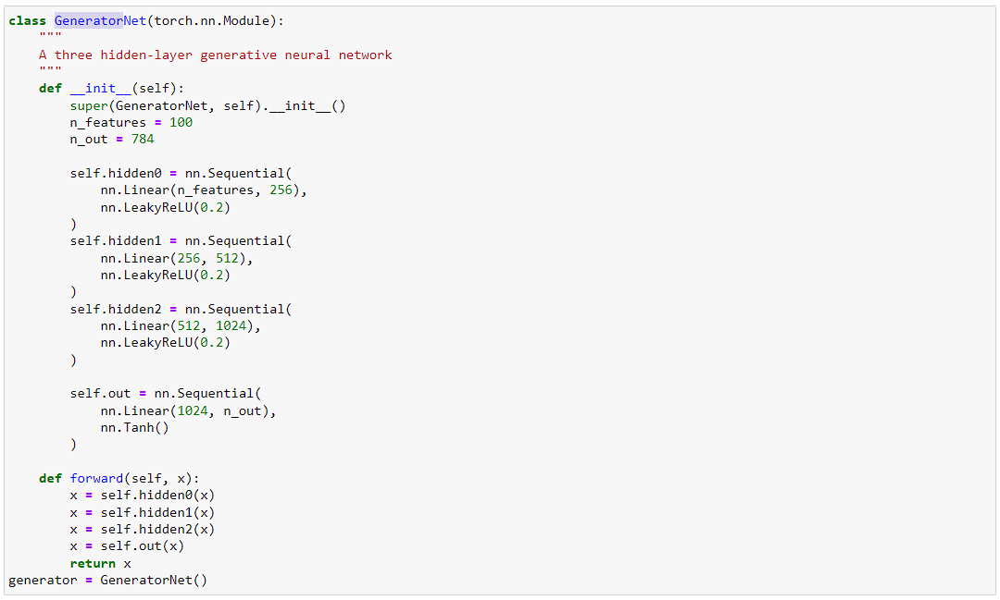 class GeneratorNet(torch.nn.Module):
    """
    A three hidden-layer generative neural network
    """
    def __init__(self):
        super(GeneratorNet, self).__init__()
        n_features = 100
        n_out = 784

        self.hidden0 = nn.Sequential(
            nn.Linear(n_features, 256),
            nn.LeakyReLU(0.2)
        )
        self.hidden1 = nn.Sequential(
            nn.Linear(256, 512),
            nn.LeakyReLU(0.2)
        )
        self.hidden2 = nn.Sequential(
            nn.Linear(512, 1024),
            nn.LeakyReLU(0.2)
        )

        self.out = nn.Sequential(
            nn.Linear(1024, n_out),
            nn.Tanh()
        )

    def forward(self, x):
        x = self.hidden0(x)
        x = self.hidden1(x)
        x = self.hidden2(x)
        x = self.out(x)
        return x
generator = GeneratorNet()